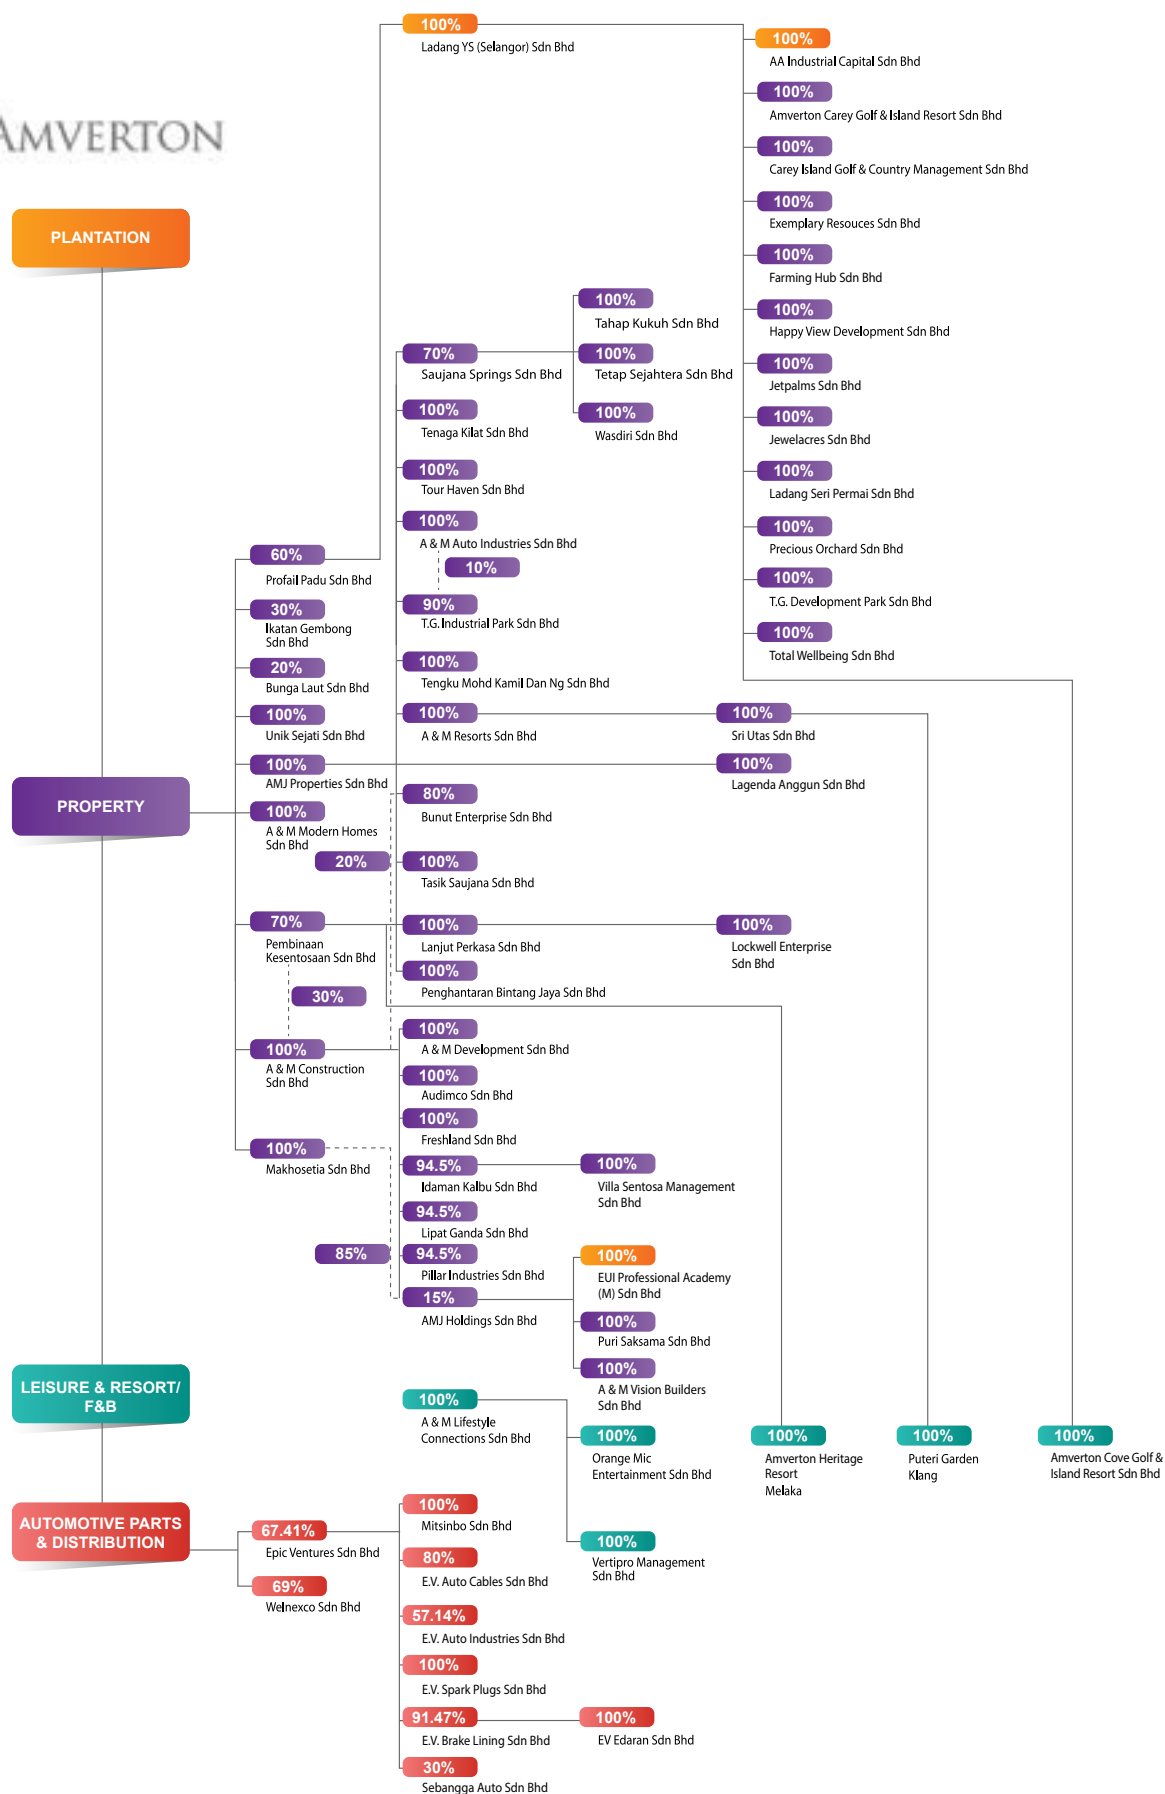 AMVERTON
PLANTATION
PROPERTY
LEISURE & RESORT/
F&B
AUTOMOTIVE PARTS
& DISTRIBUTION
60%
Profail Padu Sdn Bhd
30%
Ikatan Gembong
Sdn Bhd
20%
Bunga Laut Sdn Bhd
100%
Unik Sejati Sdn Bhd
100%
AMJ Properties Sdn Bhd
100%
A & M Modern Homes
Sdn Bhd
20%
70%
Pembinaan
Kesentosaan Sdn Bhd
30%
100%
A & M Construction
Sdn Bhd
100%
Makhosetia Sdn Bhd
85%
67.41%
Epic Ventures Sdn Bhd
69%
Welnexco Sdn Bhd
100%
Ladang YS (Selangor) Sdn Bhd
70%
Saujana Springs Sdn Bhd
100%
Tenaga Kilat Sdn Bhd
100%
Tour Haven Sdn Bhd
100%
A & M Auto Industries Sdn Bhd
10%
90%
T.G. Industrial Park Sdn Bhd
100%
Tengku Mohd Kamil Dan Ng Sdn Bhd
100%
A & M Resorts Sdn Bhd
80%
Bunut Enterprise Sdn Bhd
100%
Tasik Saujana Sdn Bhd
100%
Lanjut Perkasa Sdn Bhd
100%
Penghantaran Bintang Jaya Sdn Bhd
100%
A & M Development Sdn Bhd
100%
Audimco Sdn Bhd
100%
Freshland Sdn Bhd
94.5%
Idaman Kalbu Sdn Bhd
94.5%
Lipat Ganda Sdn Bhd
94.5%
Pillar Industries Sdn Bhd
15%
AMJ Holdings Sdn Bhd
100%
A & M Lifestyle
Connections Sdn Bhd
100%
Mitsinbo Sdn Bhd
80%
E.V. Auto Cables Sdn Bhd
57.14%
E.V. Auto Industries Sdn Bhd
100%
E.V. Spark Plugs Sdn Bhd
91.47%
E.V. Brake Lining Sdn Bhd
30%
Sebangga Auto Sdn Bhd
100%
Tahap Kukuh Sdn Bhd
100%
Tetap Sejahtera Sdn Bhd
100%
Wasdiri Sdn Bhd
100%
Villa Sentosa Management
Sdn Bhd
100%
EUI Professional Academy
(M) Sdn Bhd
100%
Puri Saksama Sdn Bhd
100%
A & M Vision Builders
Sdn Bhd
100%
Orange Mic
Entertainment Sdn Bhd
100%
Vertipro Management
Sdn Bhd
100%
EV Edaran Sdn Bhd
100%
AA Industrial Capital Sdn Bhd
100%
Amverton Carey Golf & Island Resort Sdn Bhd
100%
Carey Island Golf & Country Management Sdn Bhd
100%
Exemplary Resouces Sdn Bhd
100%
Farming Hub Sdn Bhd
100%
Happy View Development Sdn Bhd
100%
Jetpalms Sdn Bhd
100%
Jewelacres Sdn Bhd
100%
Ladang Seri Permai Sdn Bhd
100%
Precious Orchard Sdn Bhd
100%
T.G. Development Park Sdn Bhd
100%
Total Wellbeing Sdn Bhd
100%
Sri Utas Sdn Bhd
100%
Lagenda Anggun Sdn Bhd
100%
Lockwell Enterprise
Sdn Bhd
100%
Amverton Heritage
Resort
Melaka
100%
Puteri Garden
Klang
100%
Amverton Cove Golf &
Island Resort Sdn Bhd